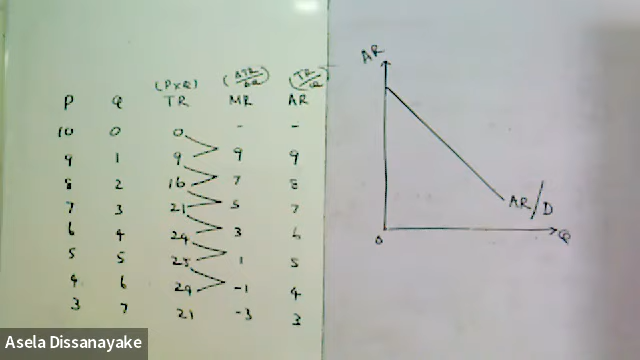 (P×Q) (ΔTR/ΔQ) (TR/Q)
P Q TR MR AR
10 0 0 - -
9 1 9 9 9
8 2 16 7 8
7 3 21 5 7
6 4 24 3 6
5 5 25 1 5
4 6 24 -1 4
3 7 21 -3 3
AR
AR/D
0 Q
Asela Dissanayake